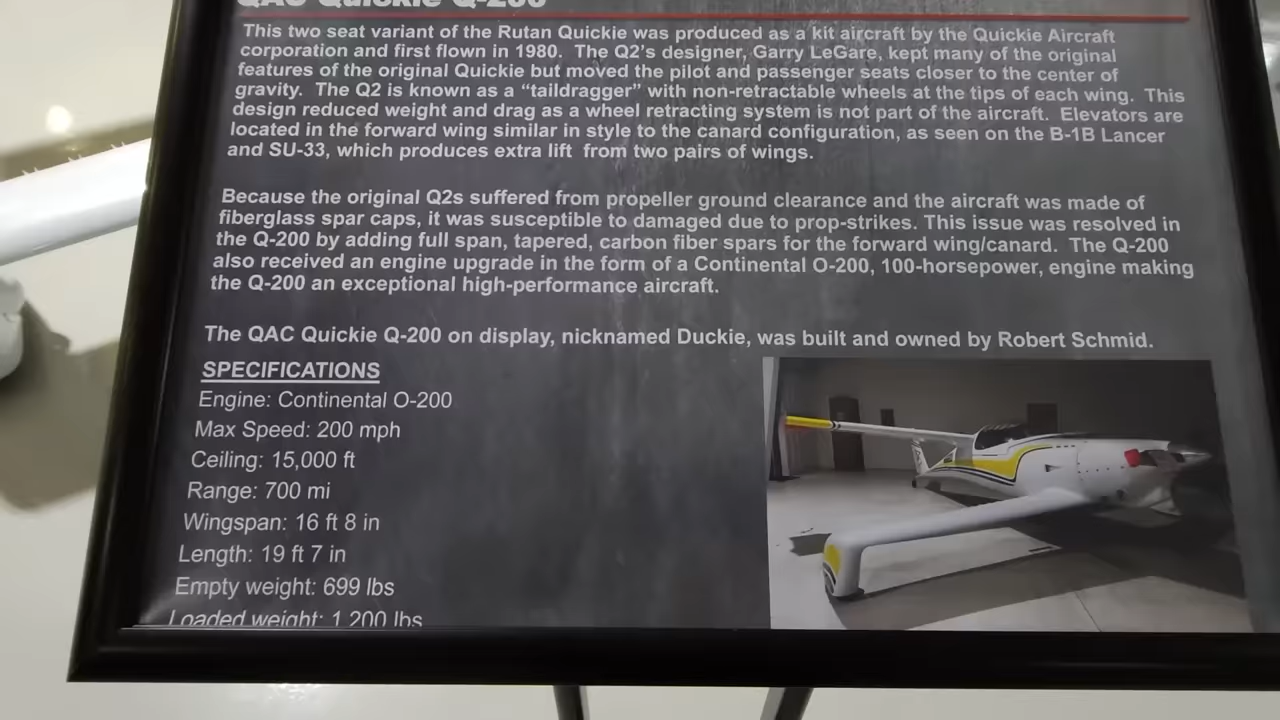 QAC Quickie Q-200
This two seat variant of the Rutan Quickie was produced as a kit aircraft by the Quickie Aircraft
corporation and first flown in 1980. The Q2's designer, Garry LeGare, kept many of the original
features of the original Quickie but moved the pilot and passenger seats closer to the center of
gravity. The Q2 is known as a “taildragger” with non-retractable wheels at the tips of each wing. This
design reduced weight and drag as a wheel retracting system is not part of the aircraft. Elevators are
located in the forward wing similar in style to the canard configuration, as seen on the B-1B Lancer
and SU-33, which produces extra lift from two pairs of wings.
Because the original Q2s suffered from propeller ground clearance and the aircraft was made of
fiberglass spar caps, it was susceptible to damaged due to prop-strikes. This issue was resolved in
the Q-200 by adding full span, tapered, carbon fiber spars for the forward wing/canard. The Q-200
also received an engine upgrade in the form of a Continental O-200, 100-horsepower, engine making
the Q-200 an exceptional high-performance aircraft.
The QAC Quickie Q-200 on display, nicknamed Duckie, was built and owned by Robert Schmid.
SPECIFICATIONS
Engine: Continental O-200
Max Speed: 200 mph
Ceiling: 15,000 ft
Range: 700 mi
Wingspan: 16 ft 8 in
Length: 19 ft 7 in
Empty weight: 699 lbs
Loaded weight: 1,200 lbs